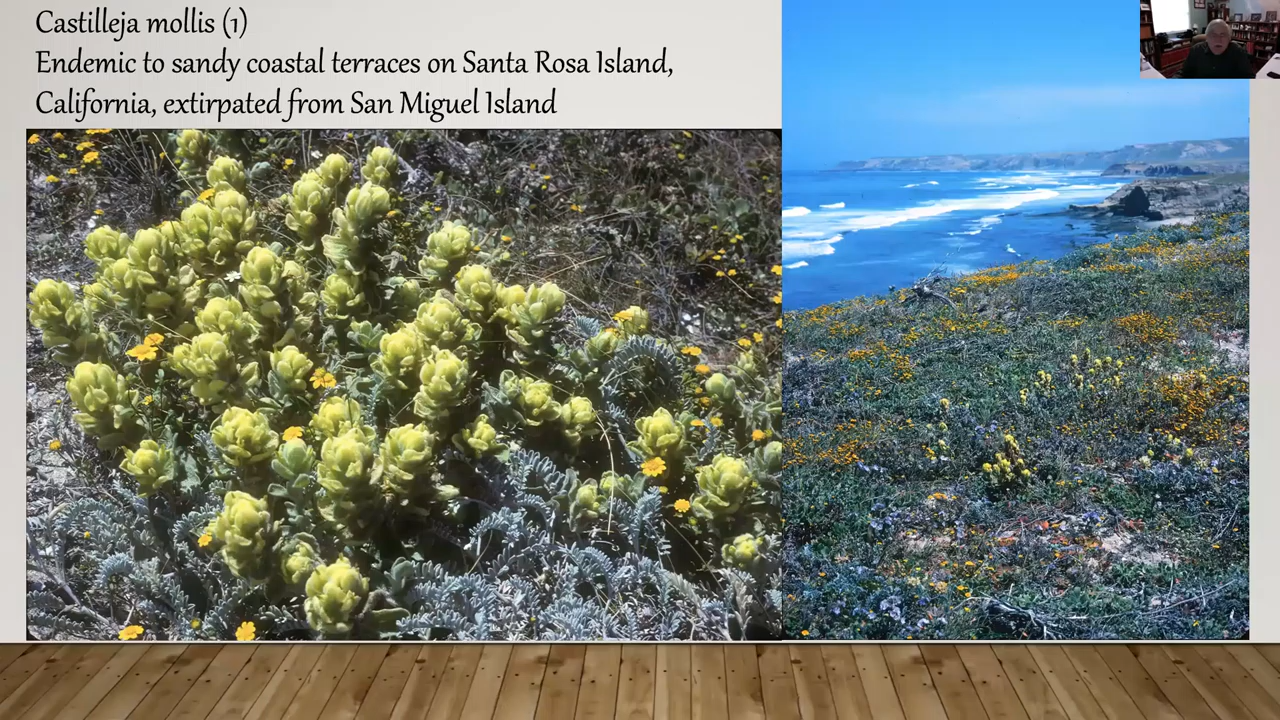 Castilleja mollis (1)
Endemic to sandy coastal terraces on Santa Rosa Island,
California, extirpated from San Miguel Island